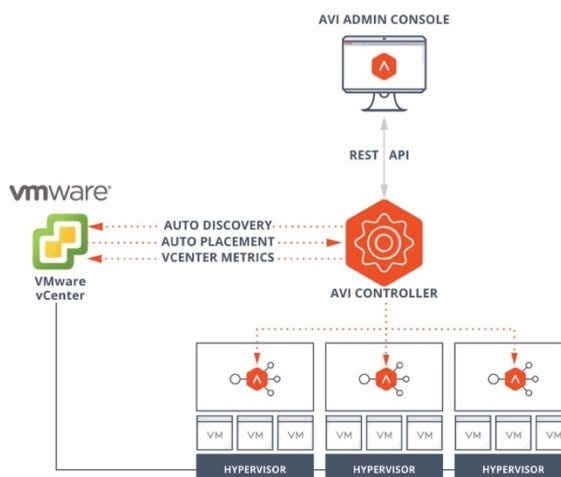 AVI ADMIN CONSOLE
REST API
vmware®
AUTO DISCOVERY
AUTO PLACEMENT
VCENTER METRICS
VMware
vCenter
AVI CONTROLLER
VM VM VM VM VM VM VM VM VM
HYPERVISOR HYPERVISOR HYPERVISOR